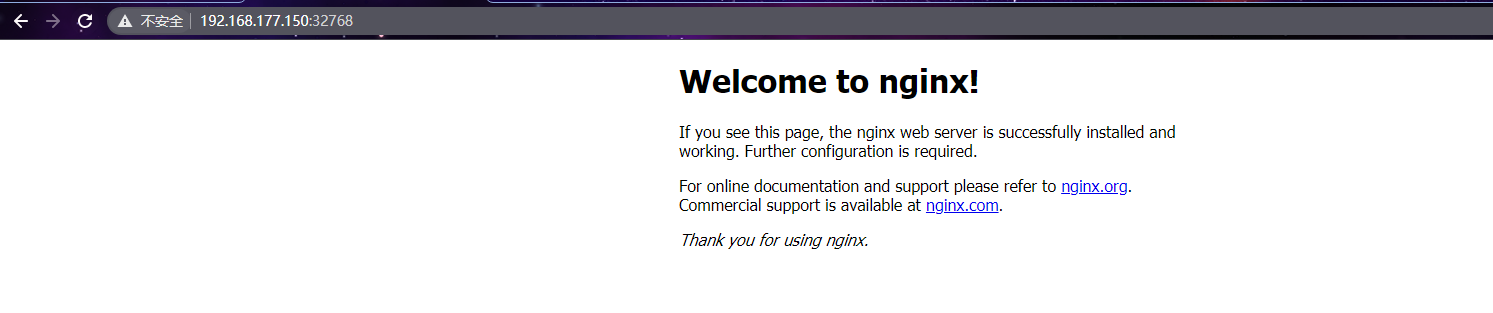 不安全 192.168.177.150:32768
Welcome to nginx!
If you see this page, the nginx web server is successfully installed and
working. Further configuration is required.
For online documentation and support please refer to nginx.org.
Commercial support is available at nginx.com.
Thank you for using nginx.